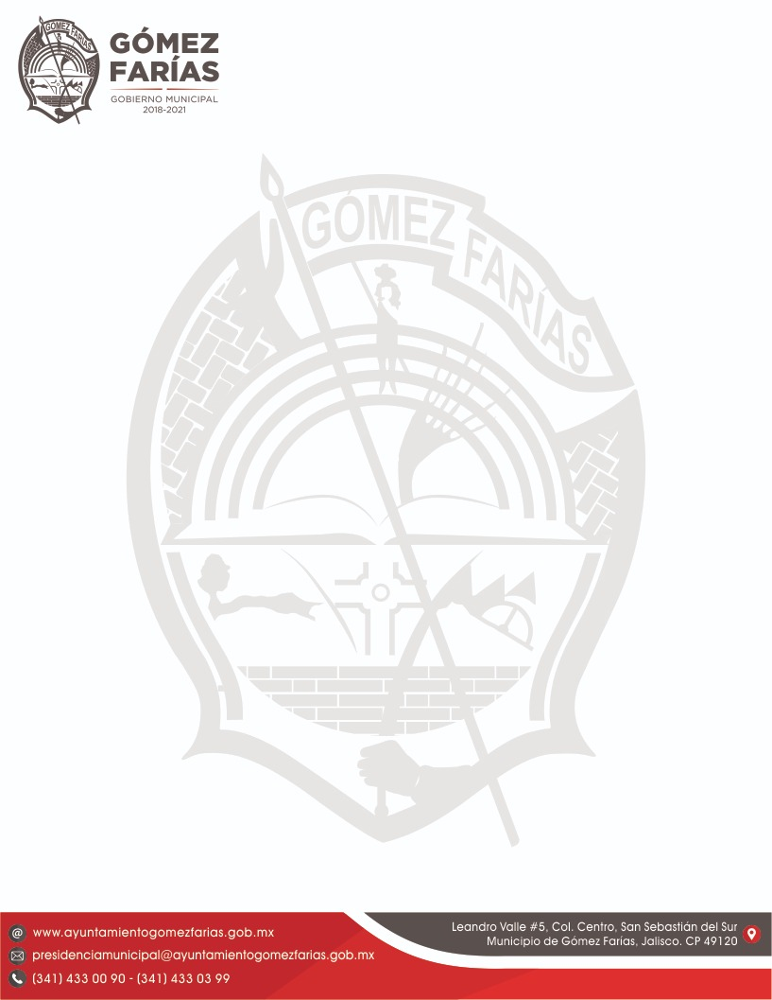 GÓMEZ FARÍAS
GÓMEZ
FARÍAS
GOBIERNO MUNICIPAL
2018-2021
GÓMEZ FARÍAS
www.ayuntamientogomezfarias.gob.mx
presidenciamunicipal@ayuntamientogomezfarias.gob.mx
(341) 433 00 90 - (341) 433 03 99
Leandro Valle #5, Col. Centro, San Sebastián del Sur
Municipio de Gómez Farías, Jalisco. CP 49120